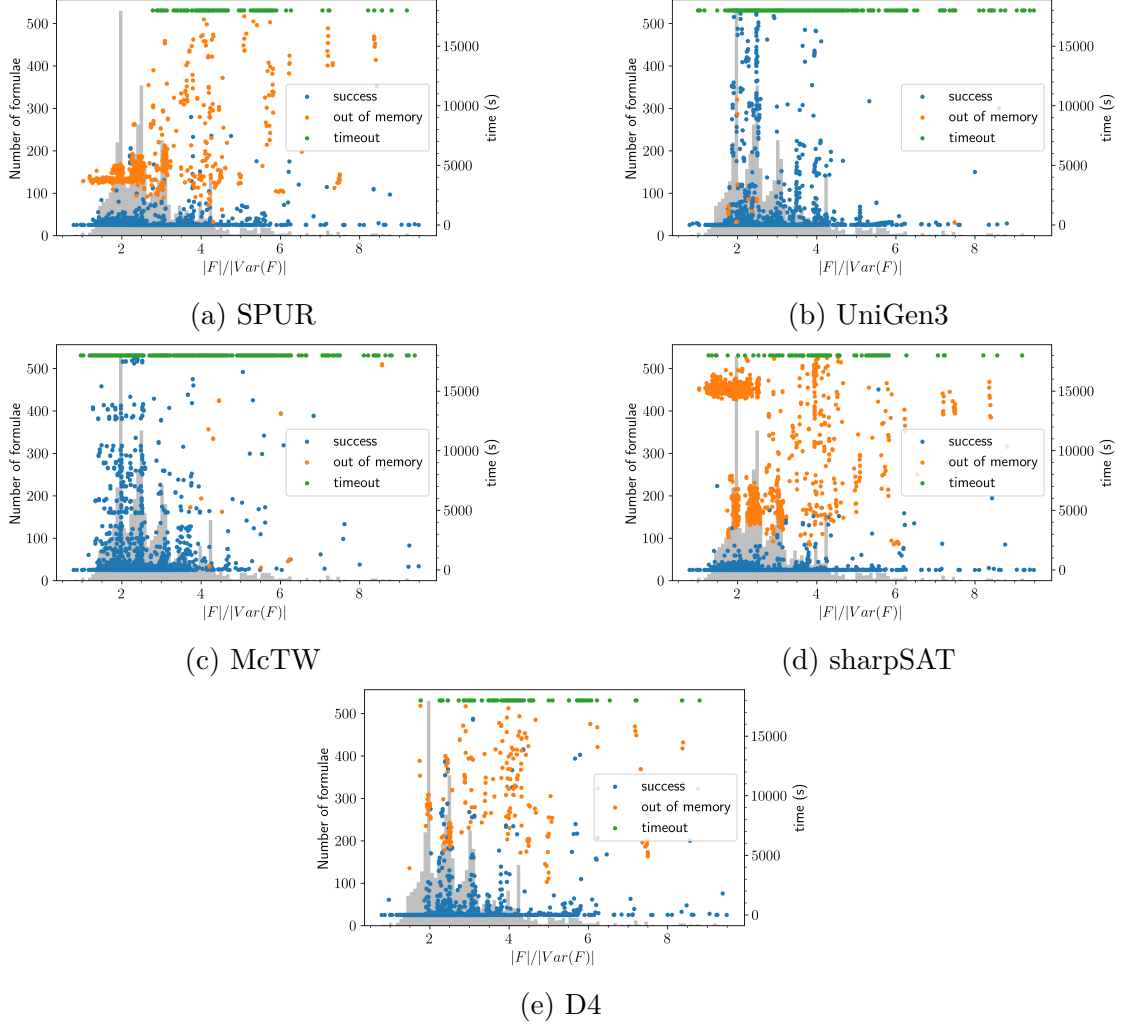 500
400
300
200
100
0
Number of formulae
15000
10000
5000
0
time (s)
success
out of memory
timeout
2 4 6 8
|F|/|Var(F)|
(a) SPUR
500
400
300
200
100
0
Number of formulae
15000
10000
5000
0
time (s)
success
out of memory
timeout
2 4 6 8
|F|/|Var(F)|
(b) UniGen3
500
400
300
200
100
0
Number of formulae
15000
10000
5000
0
time (s)
success
out of memory
timeout
2 4 6 8
|F|/|Var(F)|
(c) McTW
500
400
300
200
100
0
Number of formulae
15000
10000
5000
0
time (s)
success
out of memory
timeout
2 4 6 8
|F|/|Var(F)|
(d) sharpSAT
500
400
300
200
100
0
Number of formulae
15000
10000
5000
0
time (s)
success
out of memory
timeout
2 4 6 8
|F|/|Var(F)|
(e) D4